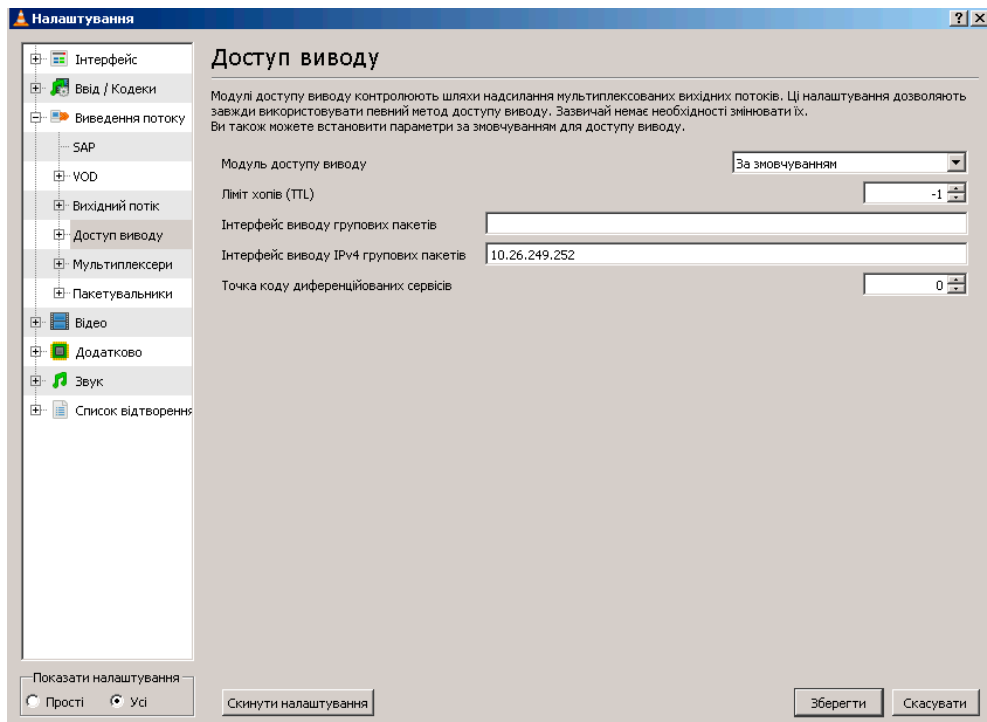 Налаштування
Інтерфейс
Ввід / Кодеки
Виведення потоку
SAP
VOD
Вихідний потік
Доступ виводу
Мультиплексери
Пакетувальники
Відео
Додатково
Звук
Список відтворення
Показати налаштування
Прості
Усі
Доступ виводу
Модулі доступу виводу контролюють шляхи надсилання мультиплексованих вихідних потоків. Ці налаштування дозволяють
завжди використовувати певний метод доступу виводу. Зазвичай немає необхідності змінювати їх.
Ви також можете встановити параметри за змовчуванням для доступу виводу.
Модуль доступу виводу За змовчуванням
Ліміт хопів (TTL) -1
Інтерфейс виводу групових пакетів
Інтерфейс виводу IPv4 групових пакетів 10.26.249.252
Точка коду диференційованих сервісів 0
Скинути налаштування
Зберегти
Скасувати